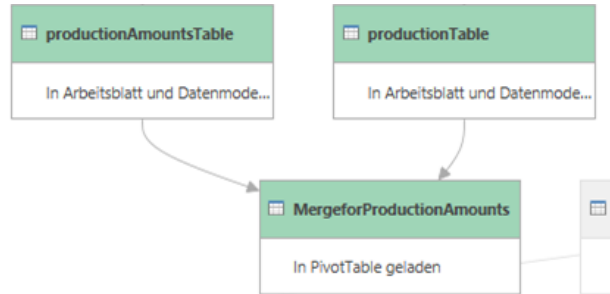 productionAmountsTable
productionTable
In Arbeitsblatt und Datenmode...
In Arbeitsblatt und Datenmode...
MergeforProductionAmounts
In PivotTable geladen